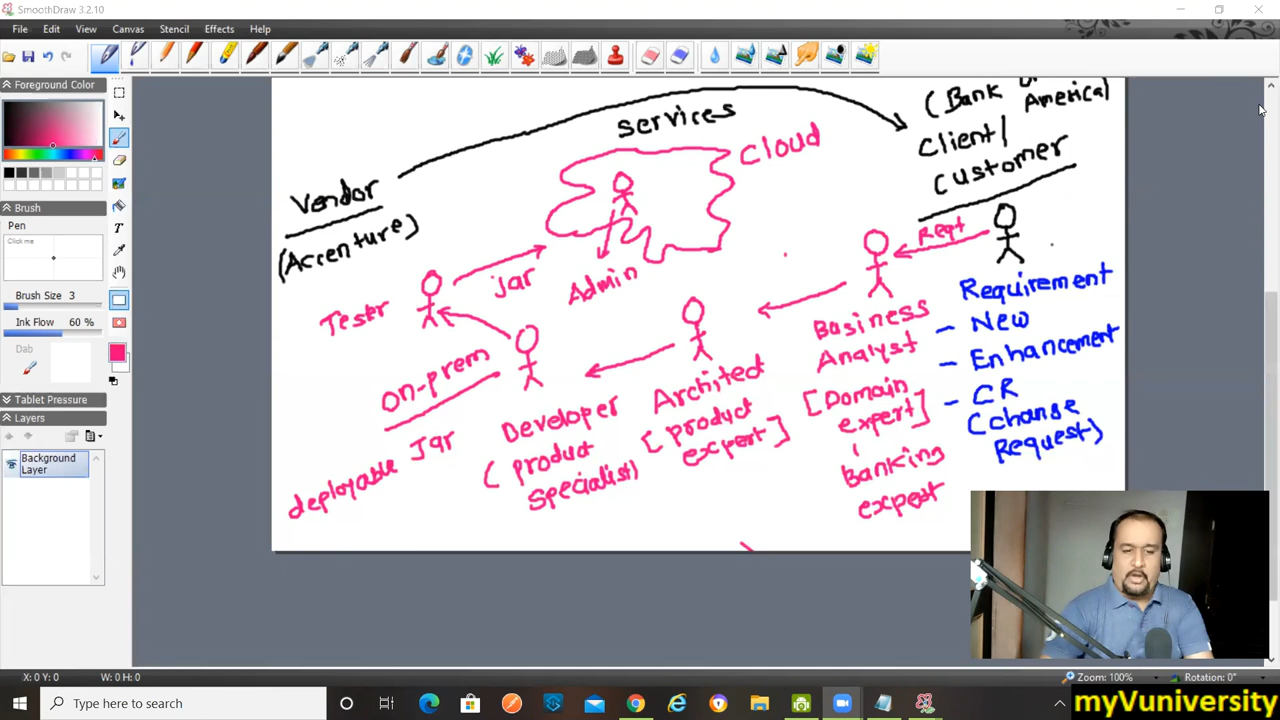 SmoothDraw 3.2.10
File Edit View Canvas Stencil Effects Help
Foreground Color
Brush
Pen
Click me
Brush Size 3
Ink Flow 60 %
Dab
Tablet Pressure
Layers
Background
Layer
services
(Bank
America)
Client/
Customer
Cloud
Vendor
(Accenture)
Admin
jar
Tester
Reqt
on-prem
deployable Jar
Developer
(product
specialist)
Architect
[product
expert]
Business
Analyst
[Domain
expert]
Banking
expert
Requirement
- New
- Enhancement
- CR
(change
Request)
X: 0 Y: 0
W: 0 H: 0
Zoom: 100%
Rotation: 0°
Type here to search
myVuniversity